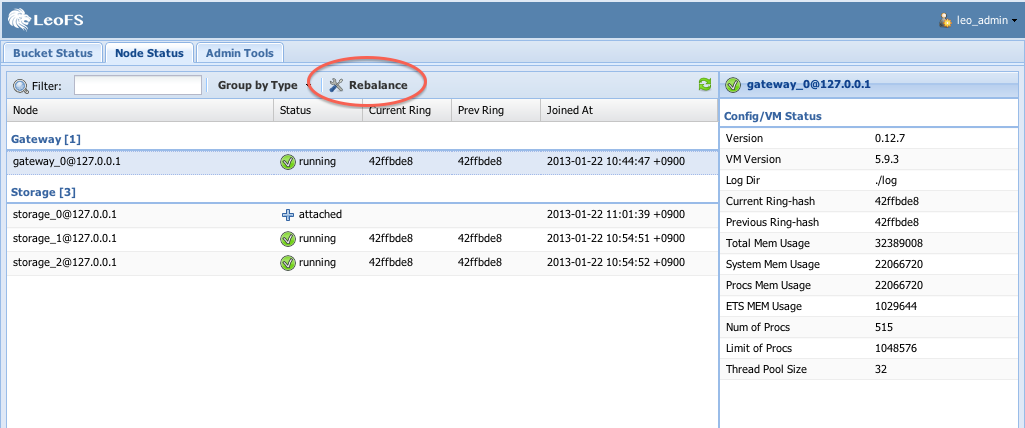 LeoFS
leo_admin
Bucket Status Node Status Admin Tools
Filter: Group by Type Rebalance
Node Status Current Ring Prev Ring Joined At
Gateway [1]
gateway_0@127.0.0.1 running 42ffbde8 42ffbde8 2013-01-22 10:44:47 +0900
Storage [3]
storage_0@127.0.0.1 attached 2013-01-22 11:01:39 +0900
storage_1@127.0.0.1 running 42ffbde8 42ffbde8 2013-01-22 10:54:51 +0900
storage_2@127.0.0.1 running 42ffbde8 42ffbde8 2013-01-22 10:54:52 +0900
gateway_0@127.0.0.1
Config/VM Status
Version 0.12.7
VM Version 5.9.3
Log Dir ./log
Current Ring-hash 42ffbde8
Previous Ring-hash 42ffbde8
Total Mem Usage 32389008
System Mem Usage 22066720
Procs Mem Usage 22066720
ETS MEM Usage 1029644
Num of Procs 515
Limit of Procs 1048576
Thread Pool Size 32